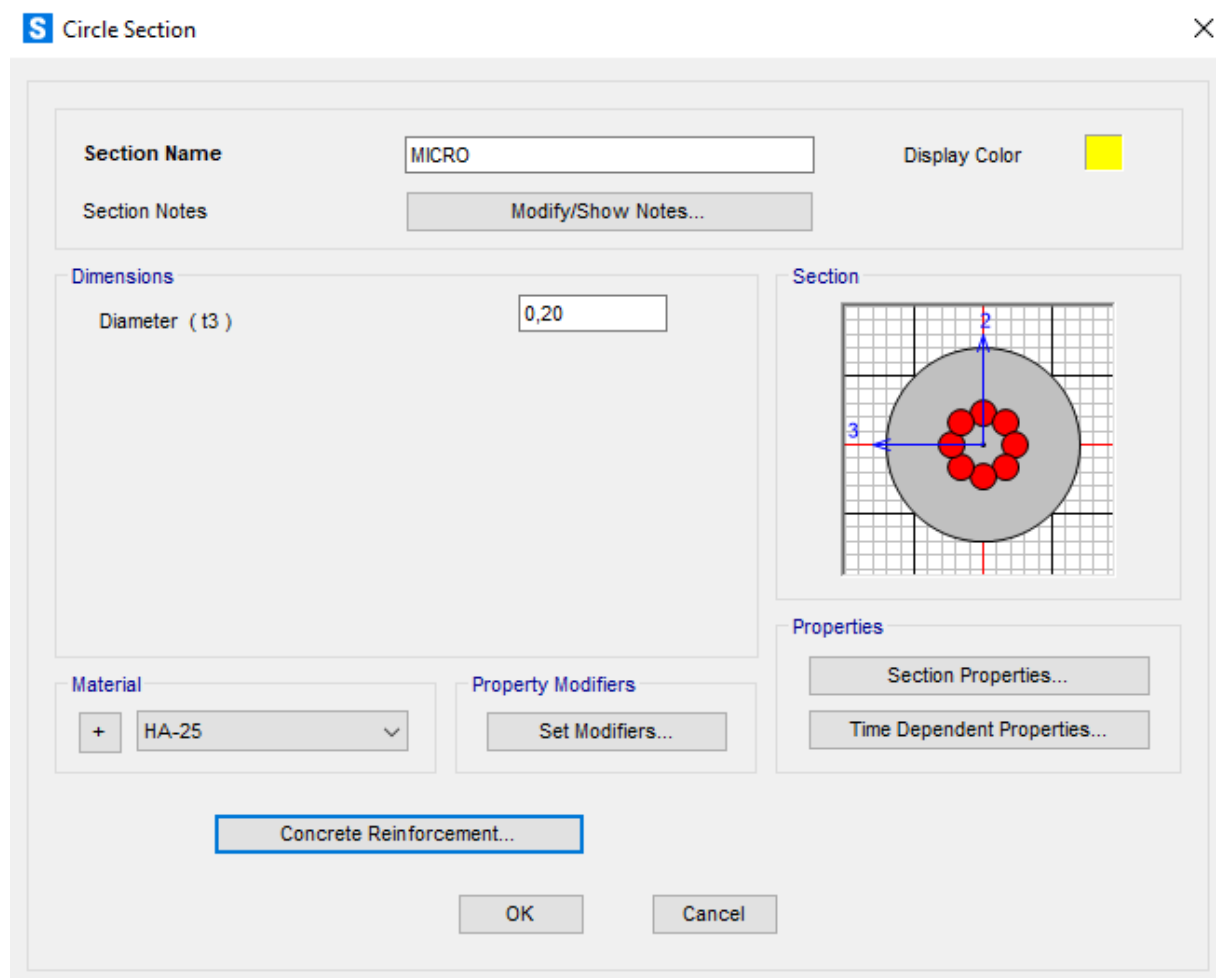 S Circle Section
Section Name MICRO Display Color
Section Notes Modify/Show Notes...
Dimensions
Diameter ( t3 ) 0,20
Section
2
3
Properties
Section Properties...
Time Dependent Properties...
Material
+ HA-25
Property Modifiers
Set Modifiers...
Concrete Reinforcement...
OK Cancel